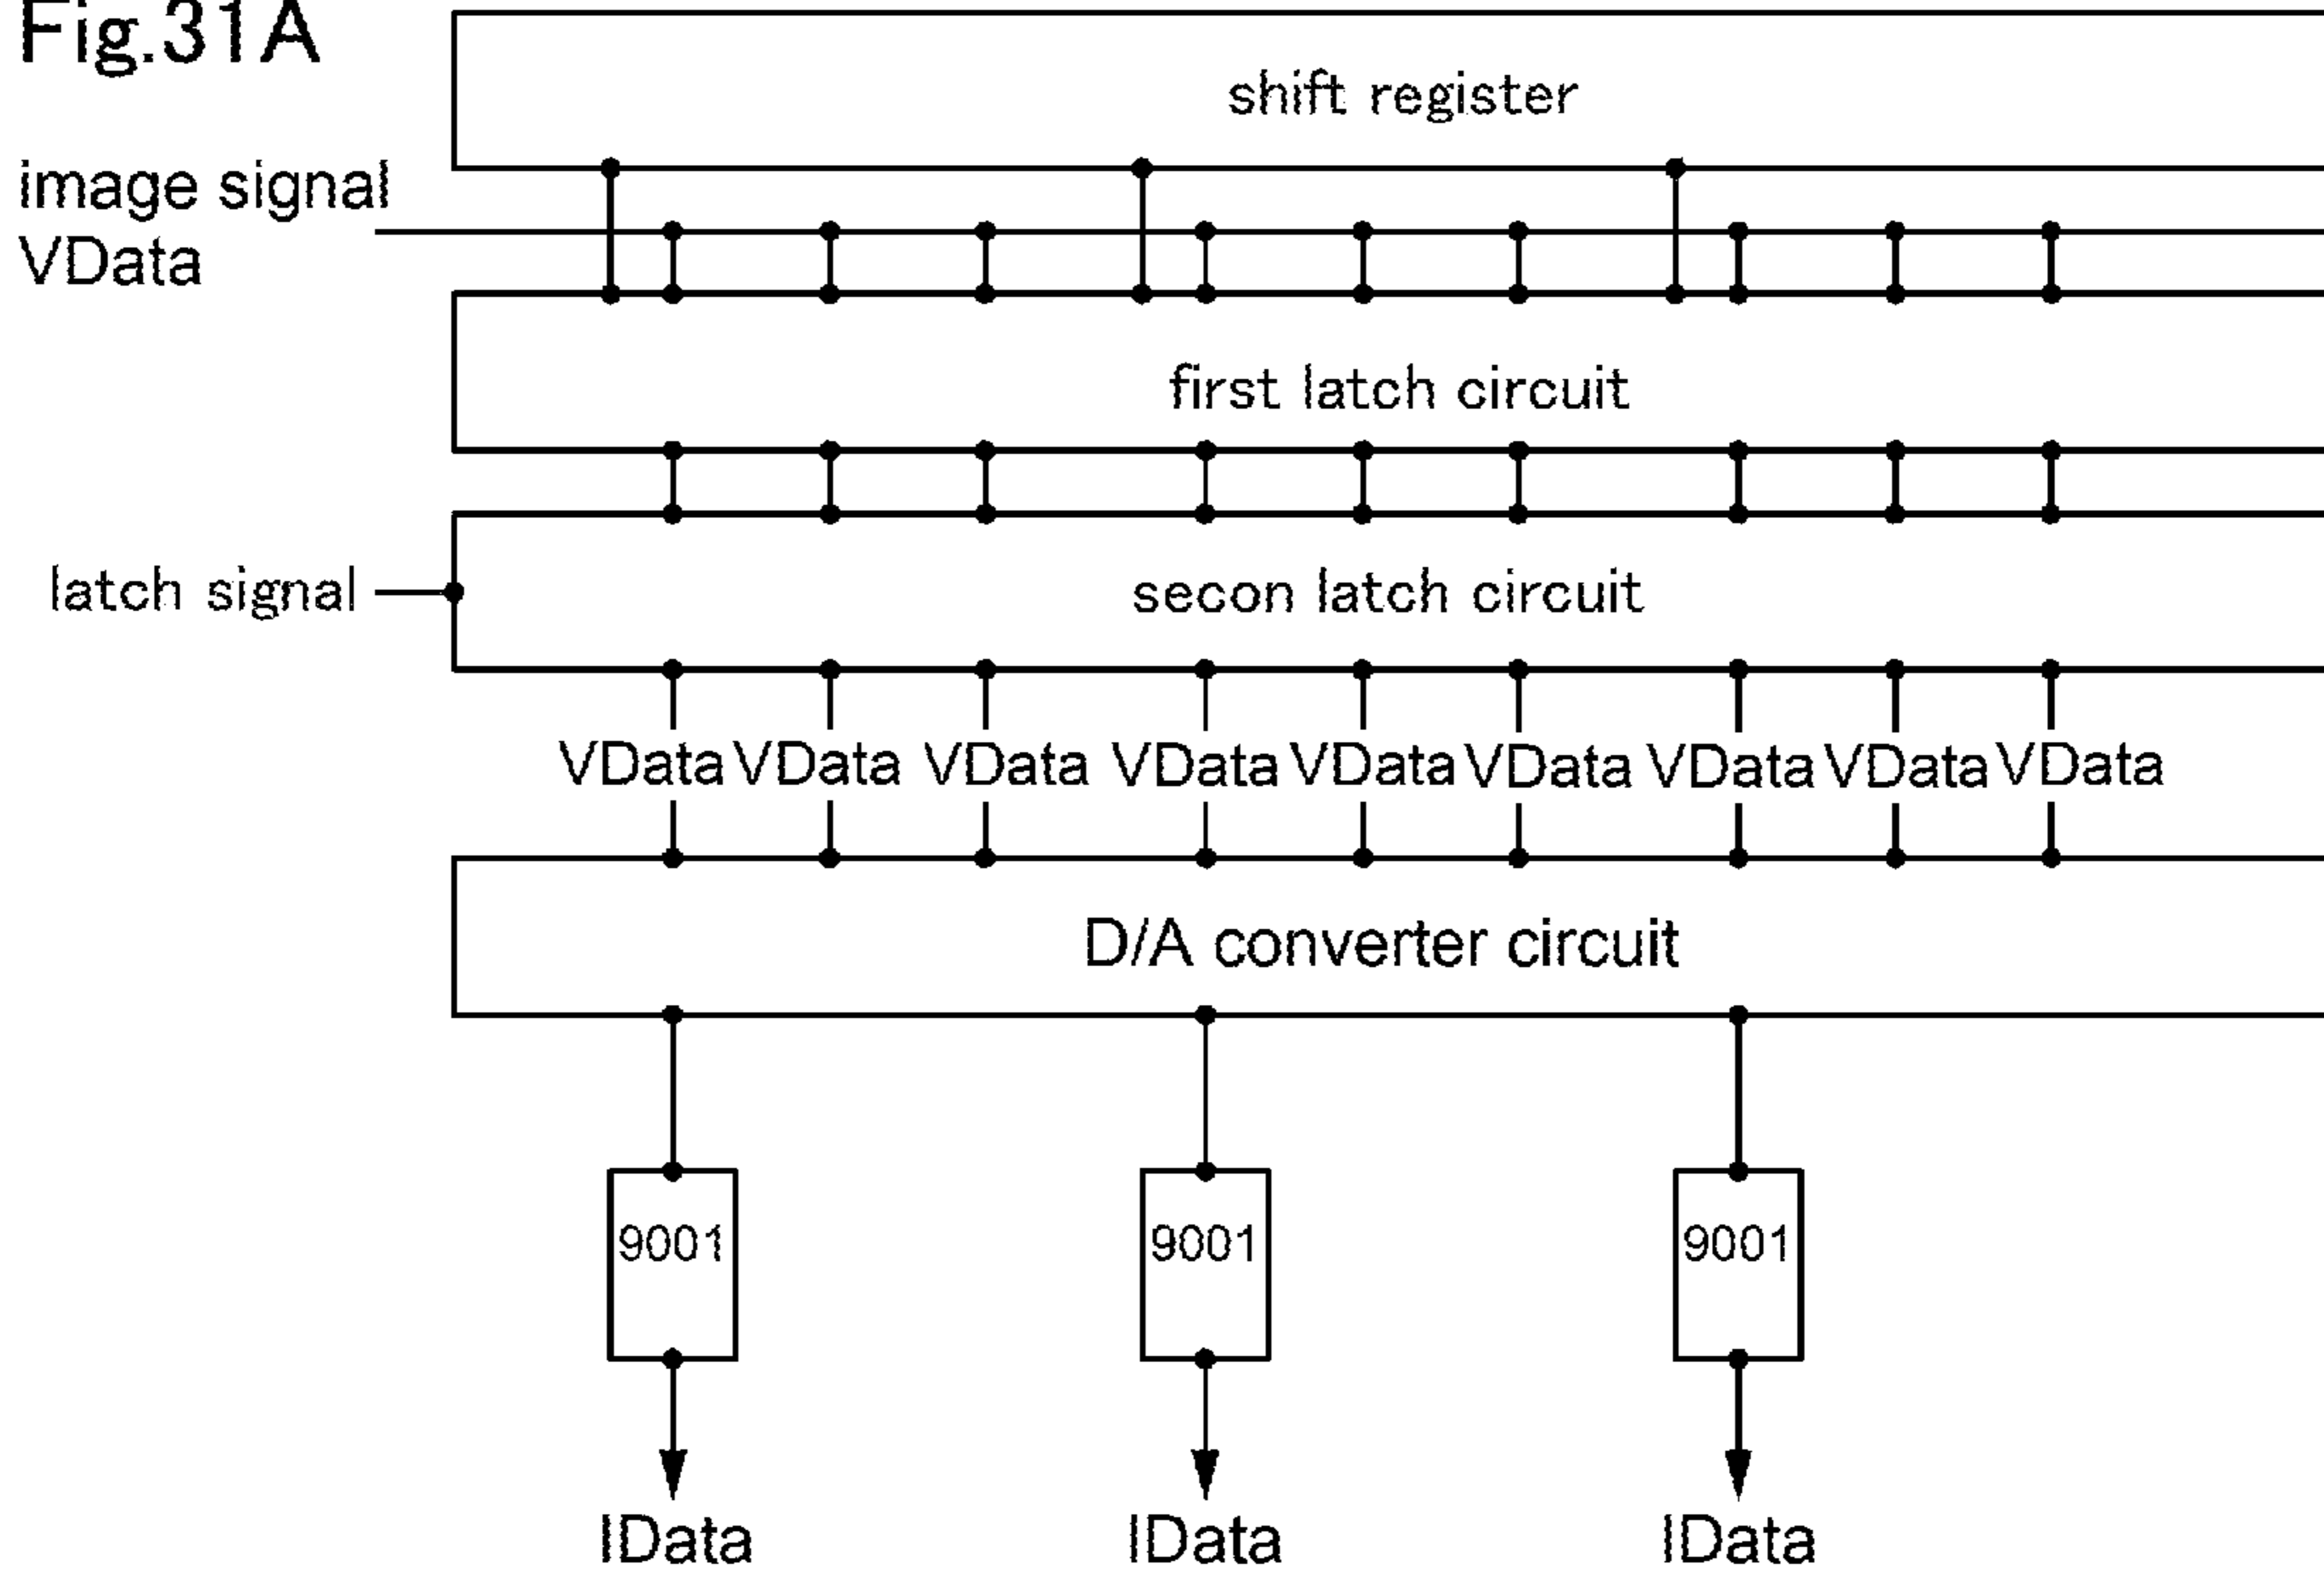 Fig.31A
shift register
image signal
VData
first latch circuit
latch signal
secon latch circuit
VData VData VData VData VData VData VData VData VData
D/A converter circuit
9001 9001 9001
IData IData IData